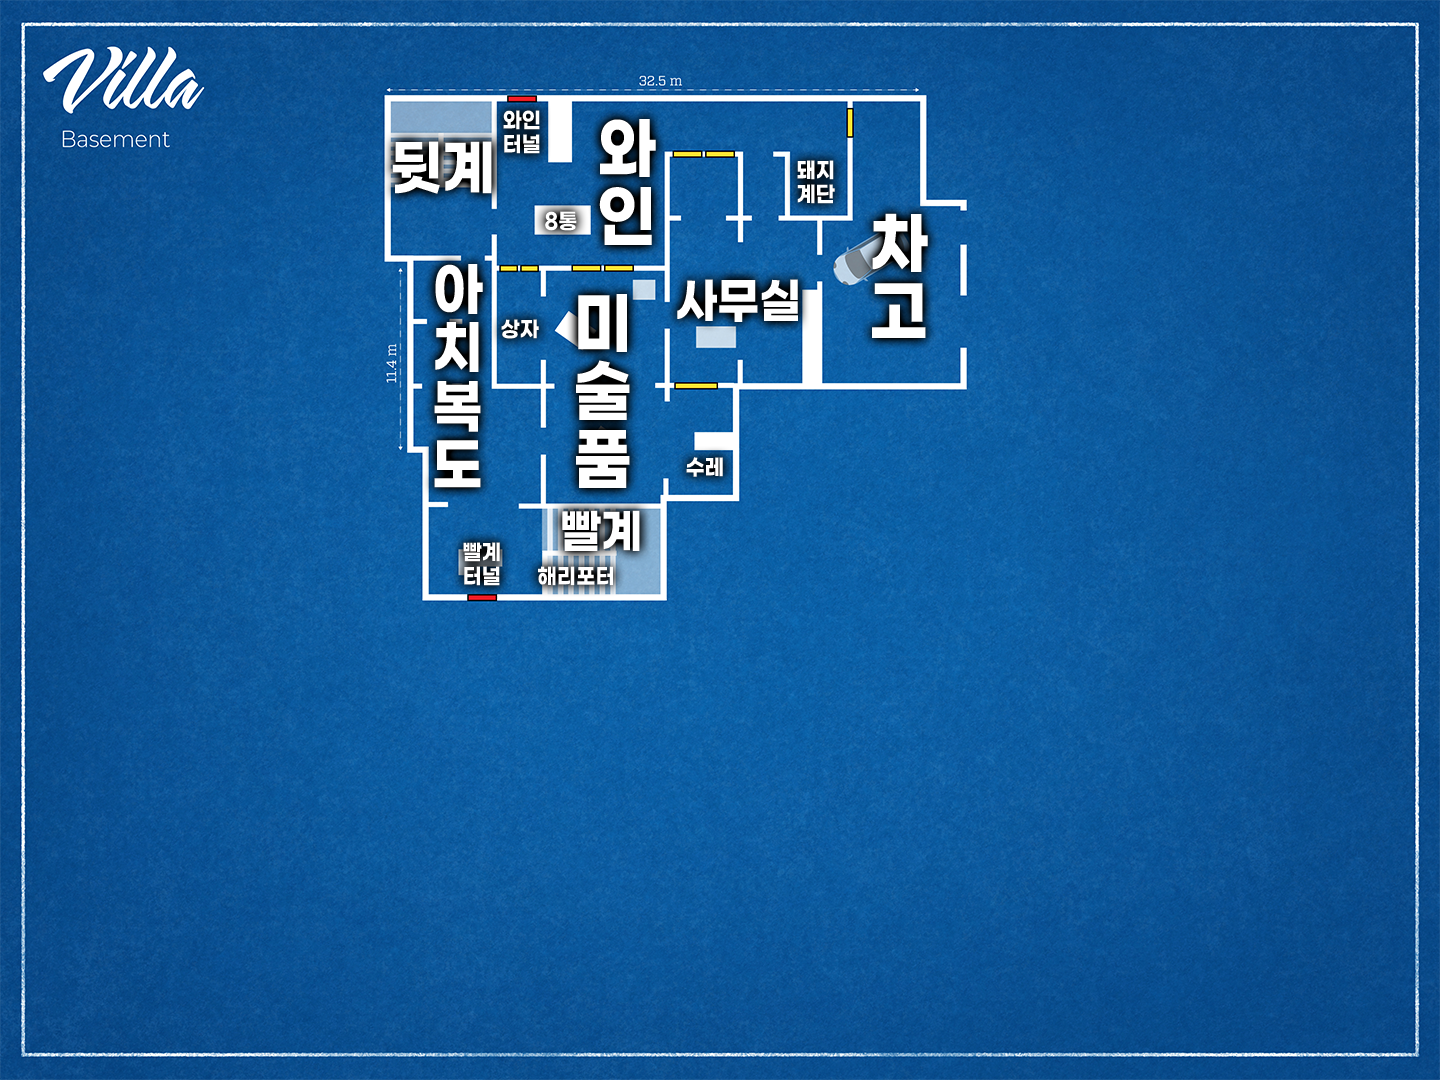 Villa
Basement
32.5 m
와인
터널
와인
뒷계
돼지
계단
8통
차고
아치복도
상자
미술품
사무실
11.4 m
수레
빨계
빨계
터널
해리포터